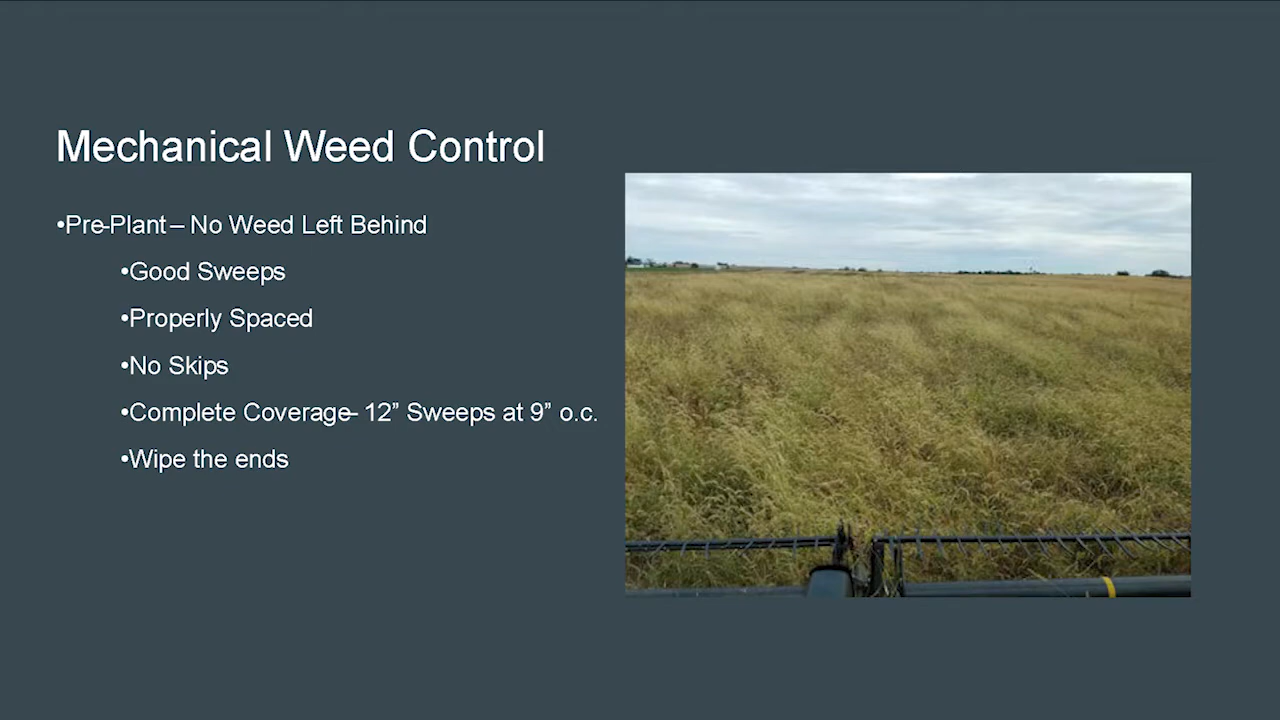 Mechanical Weed Control
•Pre-Plant – No Weed Left Behind
•Good Sweeps
•Properly Spaced
•No Skips
•Complete Coverage– 12” Sweeps at 9” o.c.
•Wipe the ends